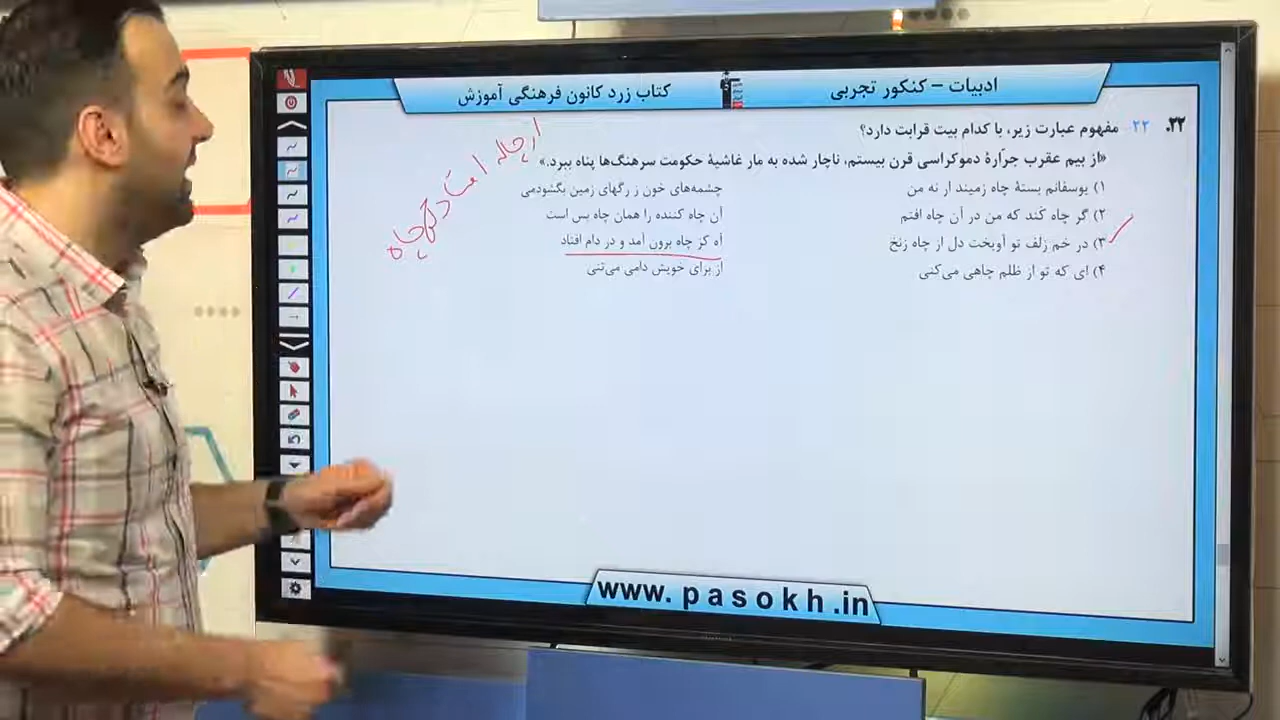 ادبیات – کنکور تجربی
کتاب زرد کانون فرهنگی آموزش
۲۲. ۲۲ مفهوم عبارت زیر، با کدام بیت قرابت دارد؟
«از بیم عقرب جرّارهٔ دموکراسی قرن بیستم، ناچار شده به مار غاشیهٔ حکومت سرهنگ‌ها پناه ببرد.»
۱) یوسفانم بستهٔ چاه زمیند ار نه من چشمه‌های خون ز رگهای زمین بگشودمی
۲) گر چاه کَند که من در آن چاه افتم آن چاه کننده را همان چاه بس است
۳) در خم زلف تو آویخت دل از چاه زنخ آه کز چاه برون آمد و در دام افتاد
۴) ای که تو از ظلم چاهی می‌کنی از برای خویش دامی می‌تنی
از چاله افتاد تو چاه
www.pasokh.in